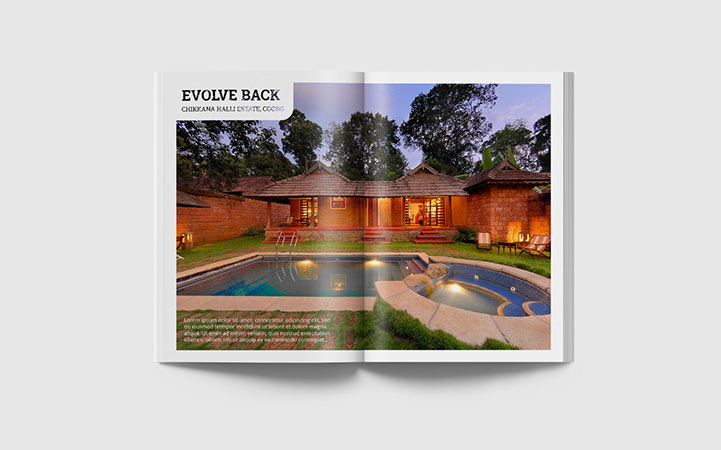 EVOLVE BACK
CHIKKANA HALLI ESTATE, COORG
Lorem ipsum dolor sit amet, consectetur adipiscing elit, sed
do eiusmod tempor incididunt ut labore et dolore magna
aliqua. Ut enim ad minim veniam, quis nostrud exercitation
ullamco laboris nisi ut aliquip ex ea commodo consequat.